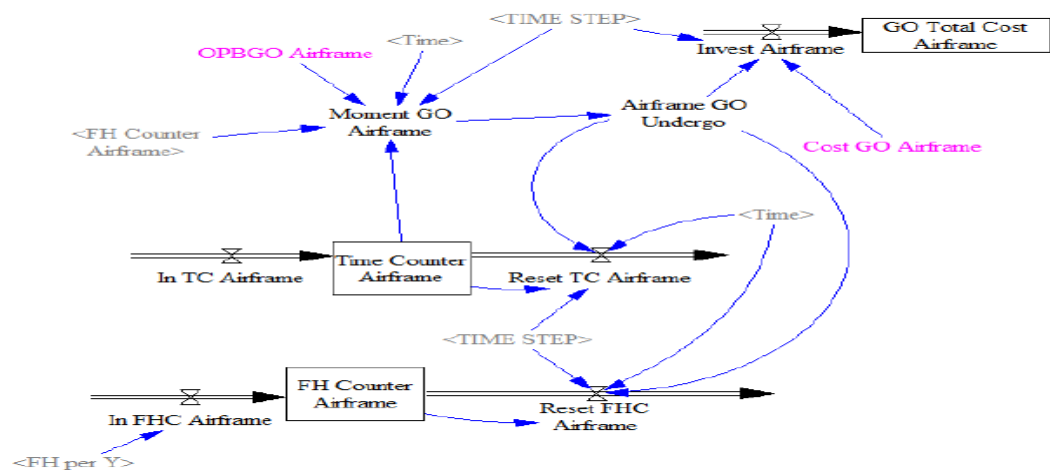 <TIME STEP>
GO Total Cost
Airframe
<Time>
Invest Airframe
OPBGO Airframe
Moment GO
Airframe
Airframe GO
Undergo
<FH Counter
Airframe>
Cost GO Airframe
<Time>
Time Counter
Airframe
In TC Airframe
Reset TC Airframe
<TIME STEP>
FH Counter
Airframe
In FHC Airframe
Reset FHC
Airframe
<FH per Y>